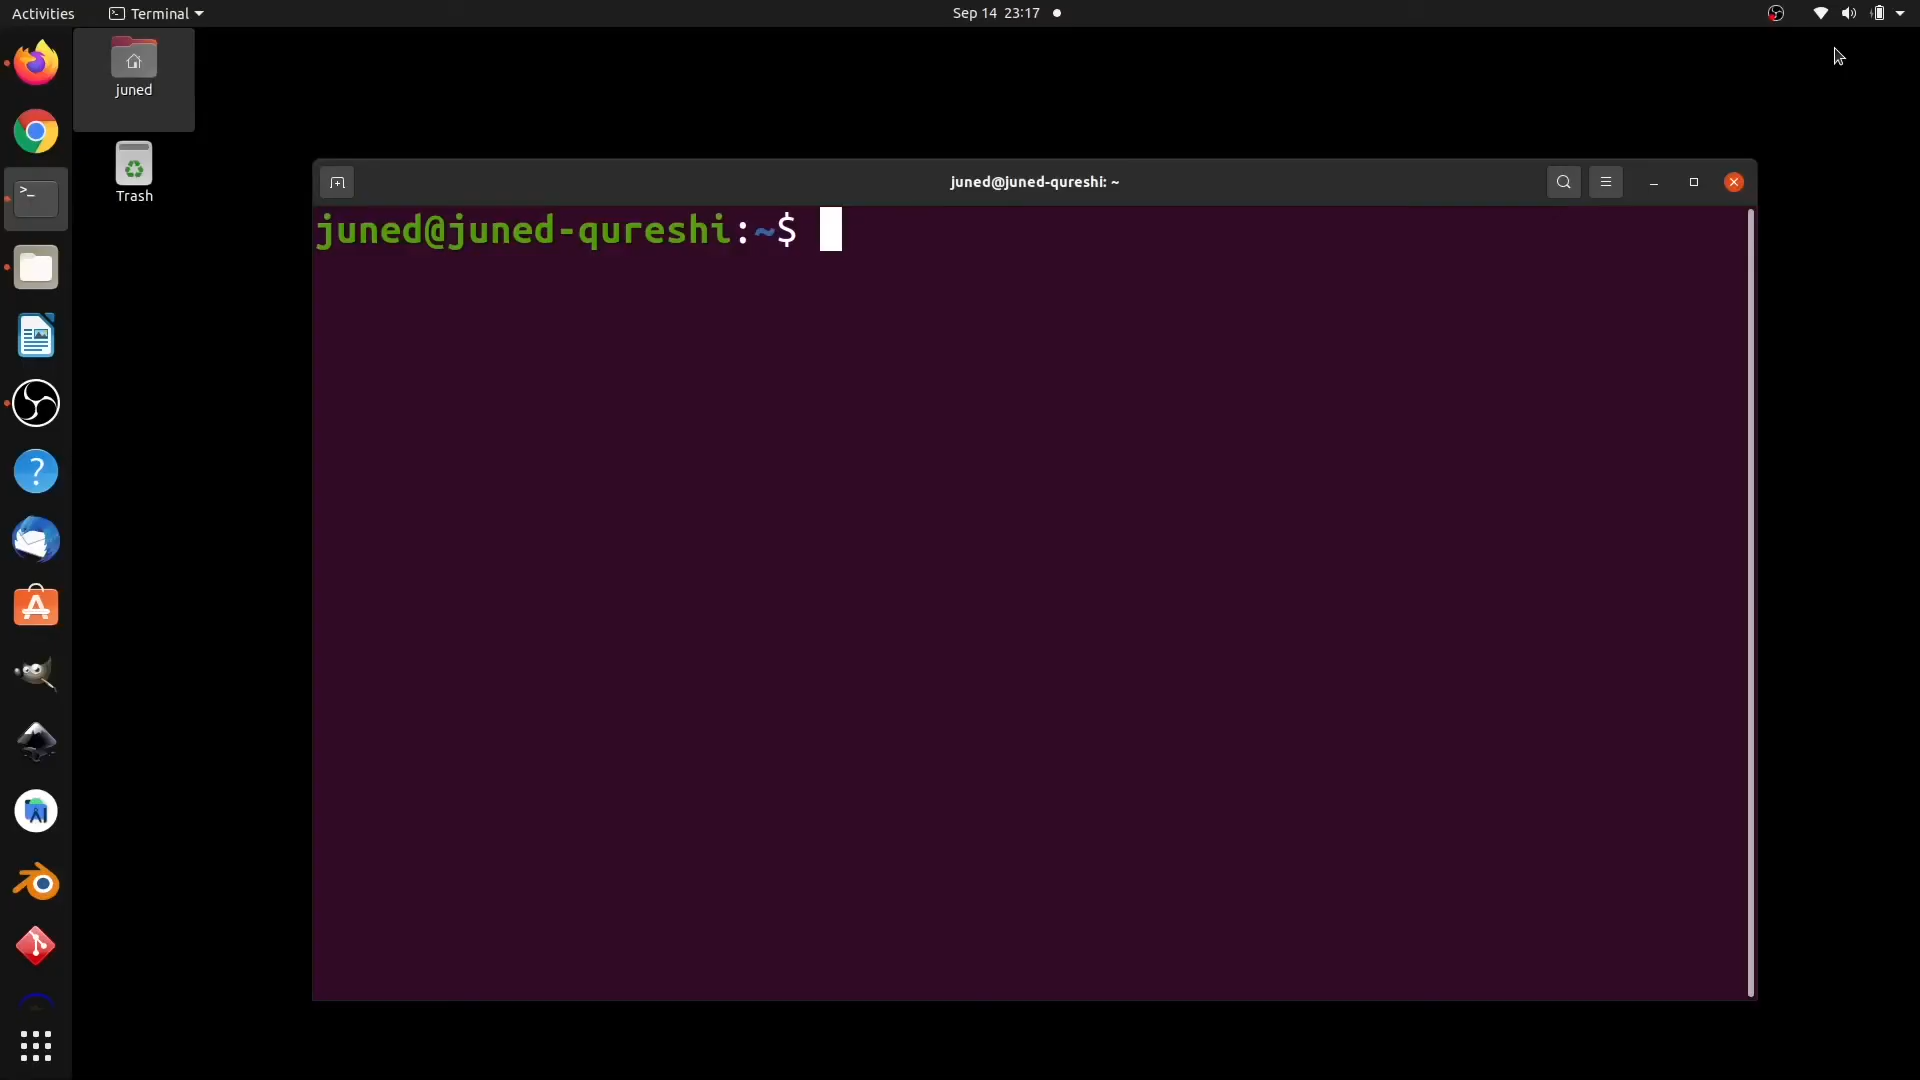 Activities
Terminal
Sep 14 23:17
juned
Trash
juned@juned-qureshi: ~
juned@juned-qureshi:~$